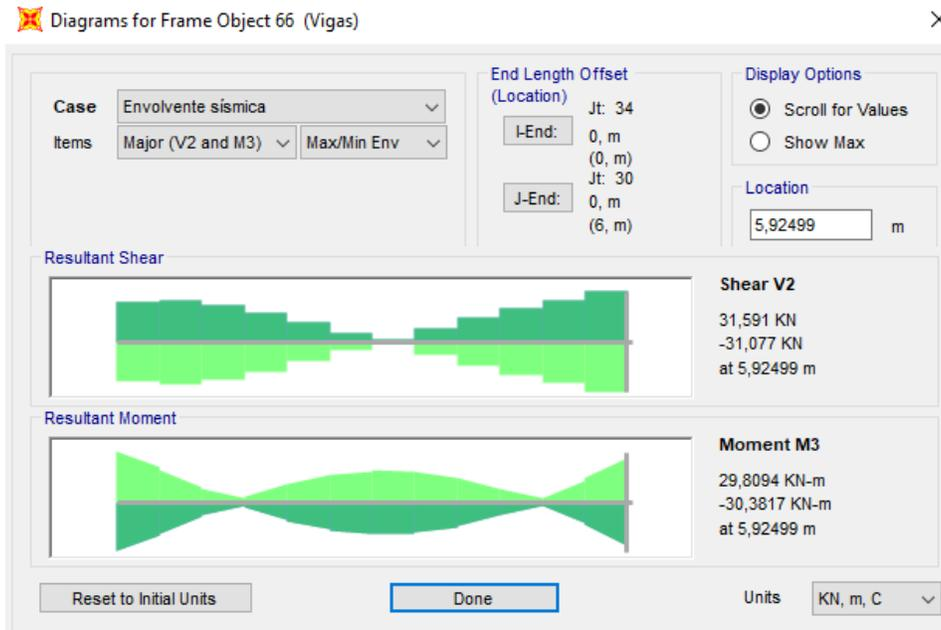 Diagrams for Frame Object 66 (Vigas)
Case
Envolvente sísmica
Items
Major (V2 and M3)
Max/Min Env
End Length Offset
(Location)
I-End:
Jt: 34
0, m
(0, m)
J-End:
Jt: 30
0, m
(6, m)
Display Options
Scroll for Values
Show Max
Location
5,92499
m
Resultant Shear
Shear V2
31,591 KN
-31,077 KN
at 5,92499 m
Resultant Moment
Moment M3
29,8094 KN-m
-30,3817 KN-m
at 5,92499 m
Reset to Initial Units
Done
Units
KN, m, C